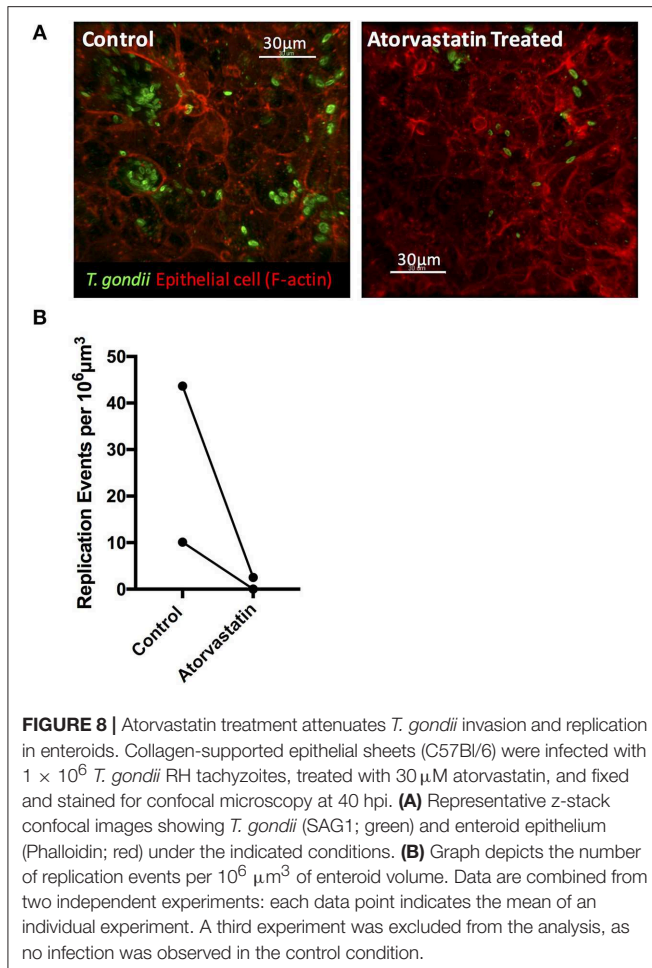 A
Control
30µm
Atorvastatin Treated
30µm
T. gondii Epithelial cell (F-actin)
B
Replication Events per 10⁶µm³
50
40
30
20
10
0
Control
Atorvastatin
FIGURE 8 | Atorvastatin treatment attenuates T. gondii invasion and replication
in enteroids. Collagen-supported epithelial sheets (C57Bl/6) were infected with
1 × 10⁶ T. gondii RH tachyzoites, treated with 30 µM atorvastatin, and fixed
and stained for confocal microscopy at 40 hpi. (A) Representative z-stack
confocal images showing T. gondii (SAG1; green) and enteroid epithelium
(Phalloidin; red) under the indicated conditions. (B) Graph depicts the number
of replication events per 10⁶ µm³ of enteroid volume. Data are combined from
two independent experiments: each data point indicates the mean of an
individual experiment. A third experiment was excluded from the analysis, as
no infection was observed in the control condition.